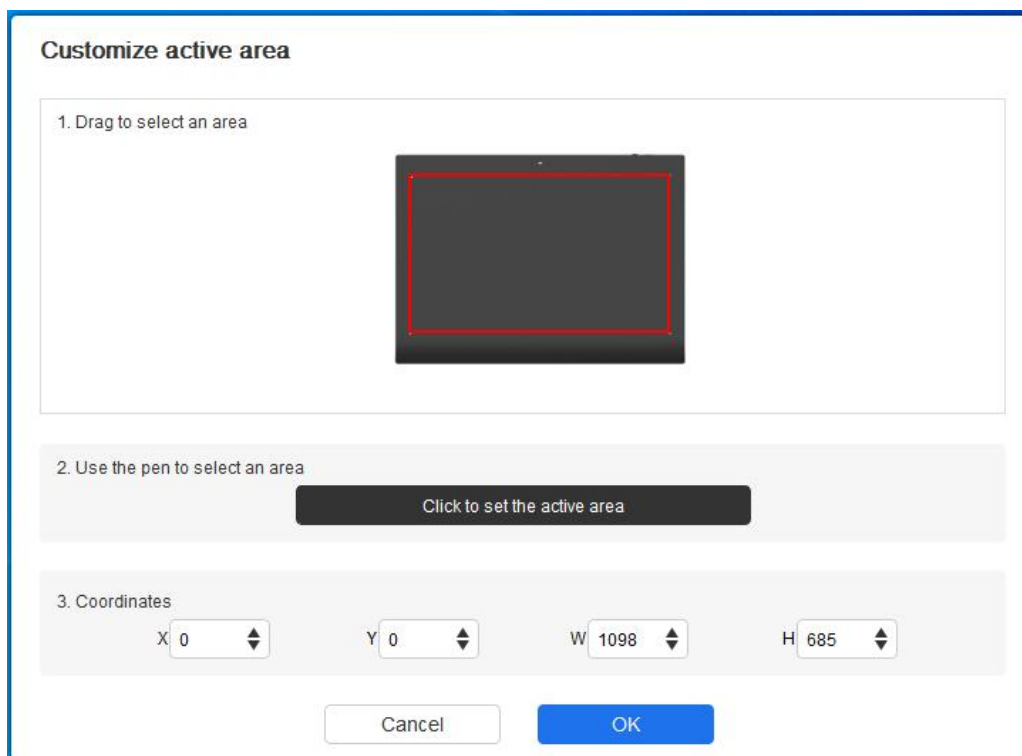 Customize active area
1. Drag to select an area
2. Use the pen to select an area
Click to set the active area
3. Coordinates
X 0 Y 0 W 1098 H 685
Cancel OK